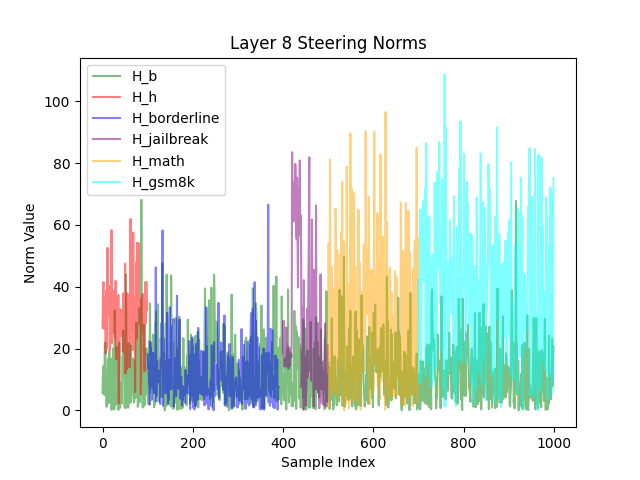 Layer 8 Steering Norms
H_b
H_h
H_borderline
H_jailbreak
H_math
H_gsm8k
Norm Value
100
80
60
40
20
0
0 200 400 600 800 1000
Sample Index